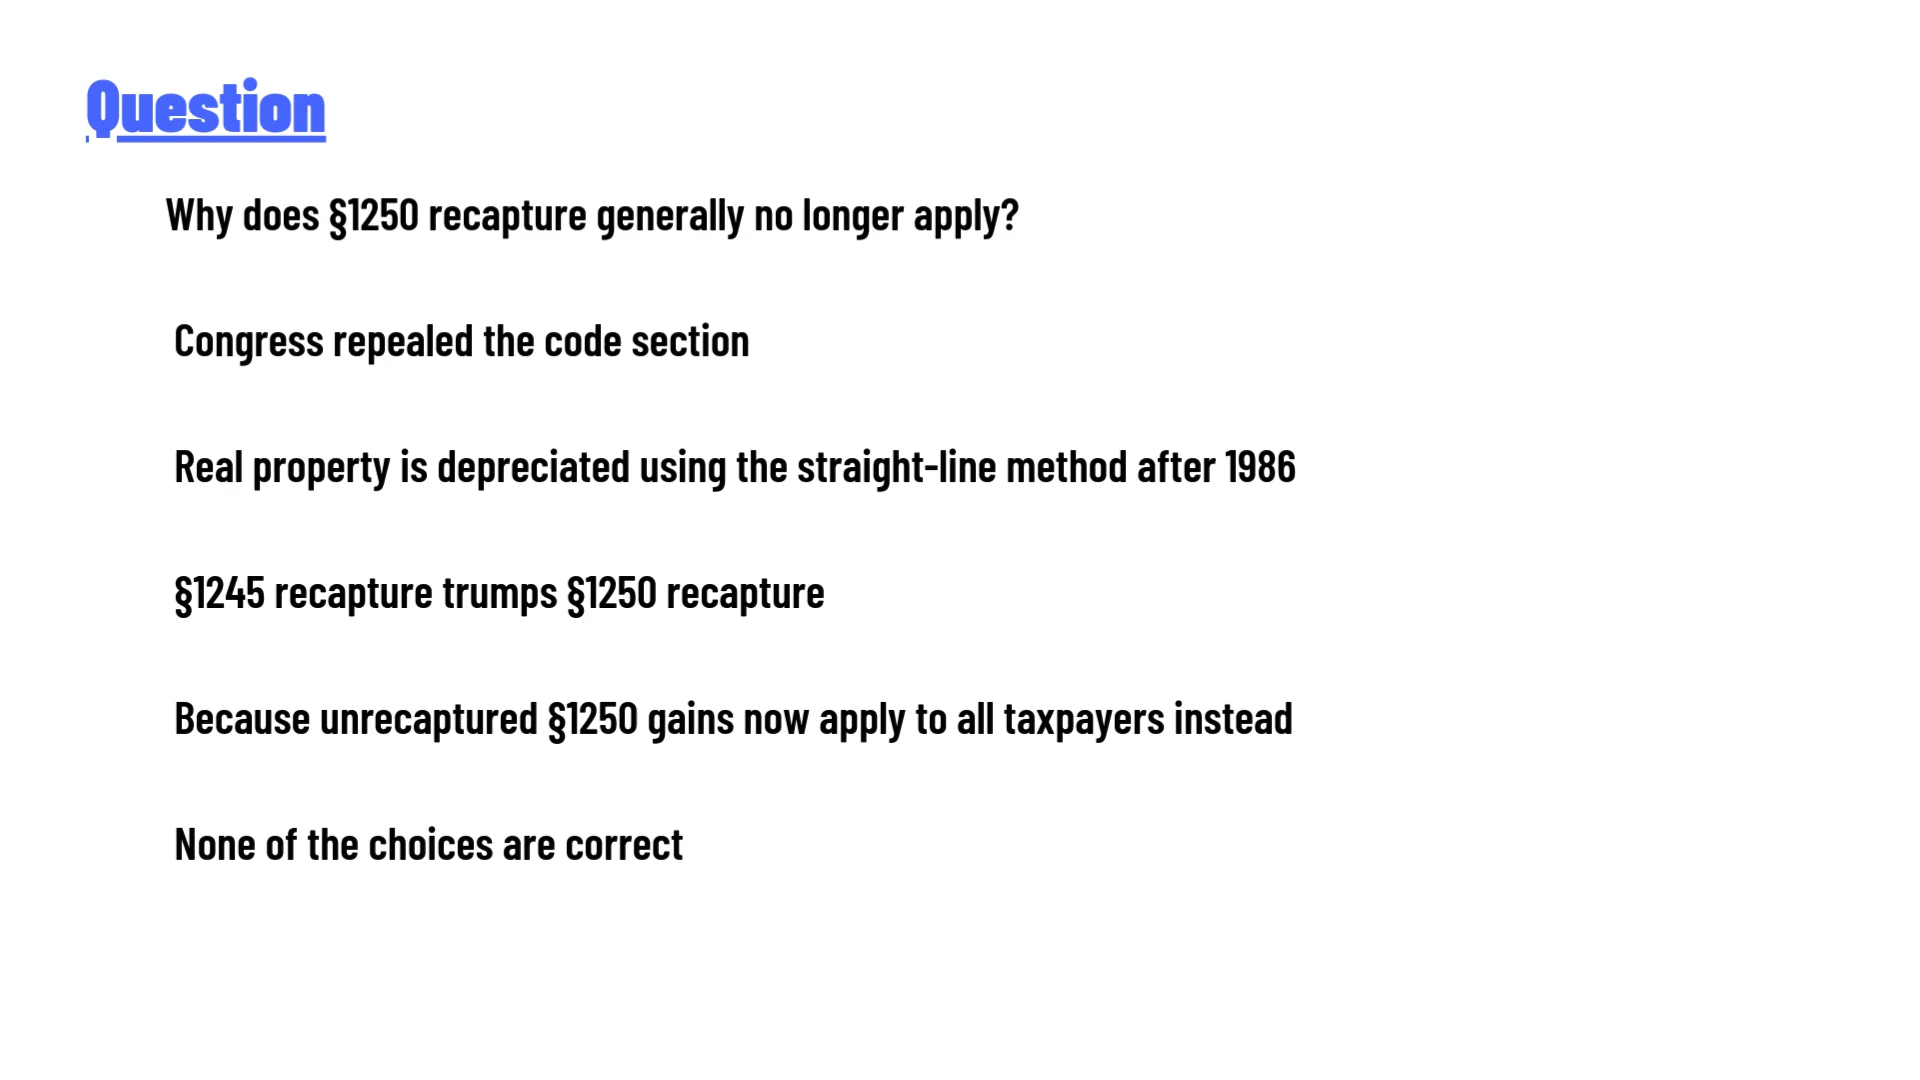 Question
Why does §1250 recapture generally no longer apply?
Congress repealed the code section
Real property is depreciated using the straight-line method after 1986
§1245 recapture trumps §1250 recapture
Because unrecaptured §1250 gains now apply to all taxpayers instead
None of the choices are correct